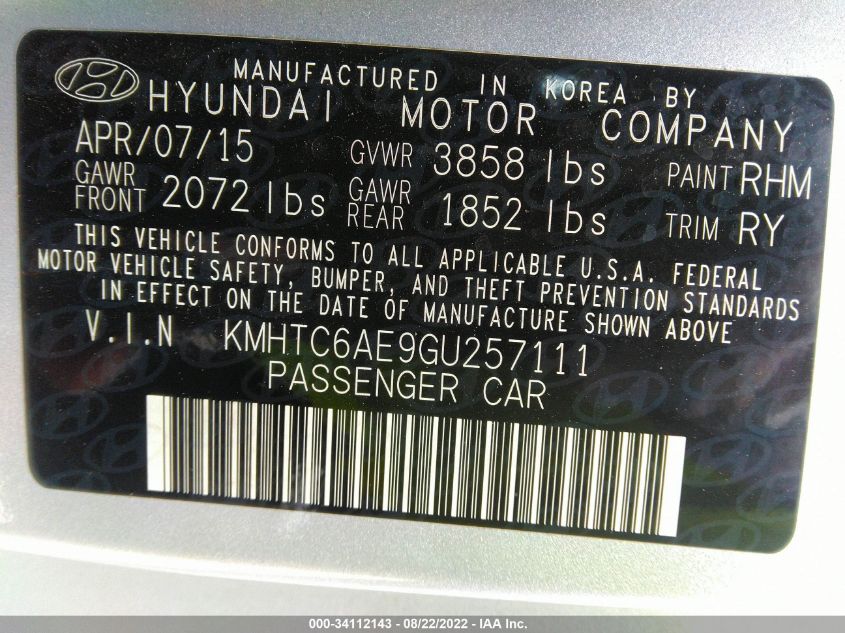 MANUFACTURED IN KOREA BY
HYUNDAI MOTOR COMPANY
APR/07/15 GVWR 3858 lbs PAINT RHM
GAWR FRONT 2072 lbs GAWR REAR 1852 lbs TRIM RY
THIS VEHICLE CONFORMS TO ALL APPLICABLE U.S.A. FEDERAL
MOTOR VEHICLE SAFETY, BUMPER, AND THEFT PREVENTION STANDARDS
IN EFFECT ON THE DATE OF MANUFACTURE SHOWN ABOVE
V.I.N KMHTC6AE9GU257111
PASSENGER CAR
000-34112143 - 08/22/2022 - IAA Inc.